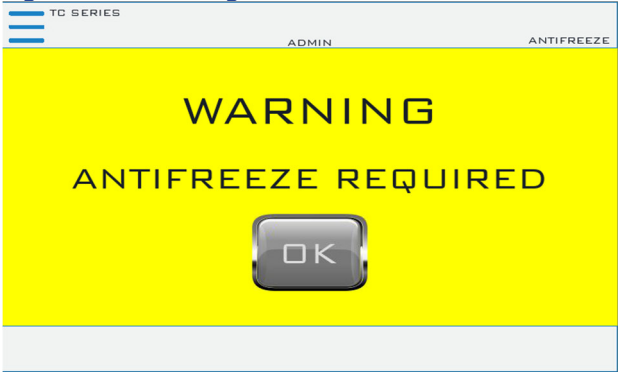 TC SERIES
ADMIN
ANTIFREEZE
WARNING
ANTIFREEZE REQUIRED
OK